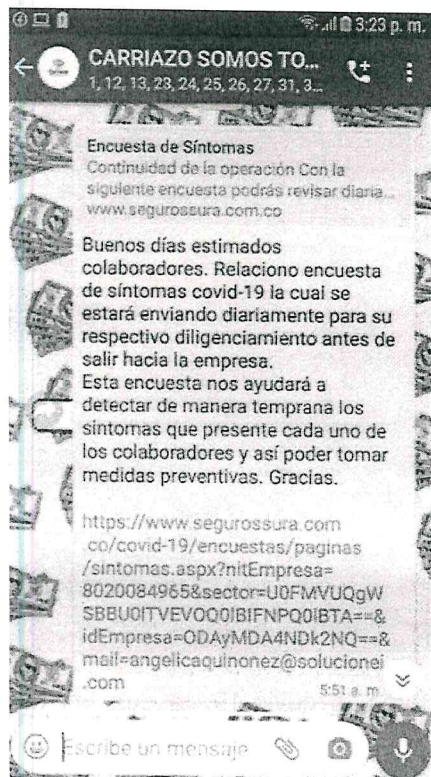 3:23 p. m.
CARRIAZO SOMOS TO...
1, 12, 13, 23, 24, 25, 26, 27, 31, 3...
Encuesta de Síntomas
Continuidad de la operación Con la
siguiente encuesta podrás revisar diaria...
www.segurossura.com.co
Buenos días estimados
colaboradores. Relaciono encuesta
de síntomas covid-19 la cual se
estará enviando diariamente para su
respectivo diligenciamiento antes de
salir hacia la empresa.
Esta encuesta nos ayudará a
detectar de manera temprana los
síntomas que presente cada uno de
los colaboradores y así poder tomar
medidas preventivas. Gracias.
https://www.segurossura.com
.co/covid-19/encuestas/paginas
/sintomas.aspx?nitEmpresa=
8020084965&sector=U0FMVUQgW
SBBU0lTVEVOQ0lBIFNPQ0lBTA==&
idEmpresa=ODAyMDA4NDk2NQ==&
mail=angelicaquinonez@solucionei
.com
5:51 a. m.
Escribe un mensaje